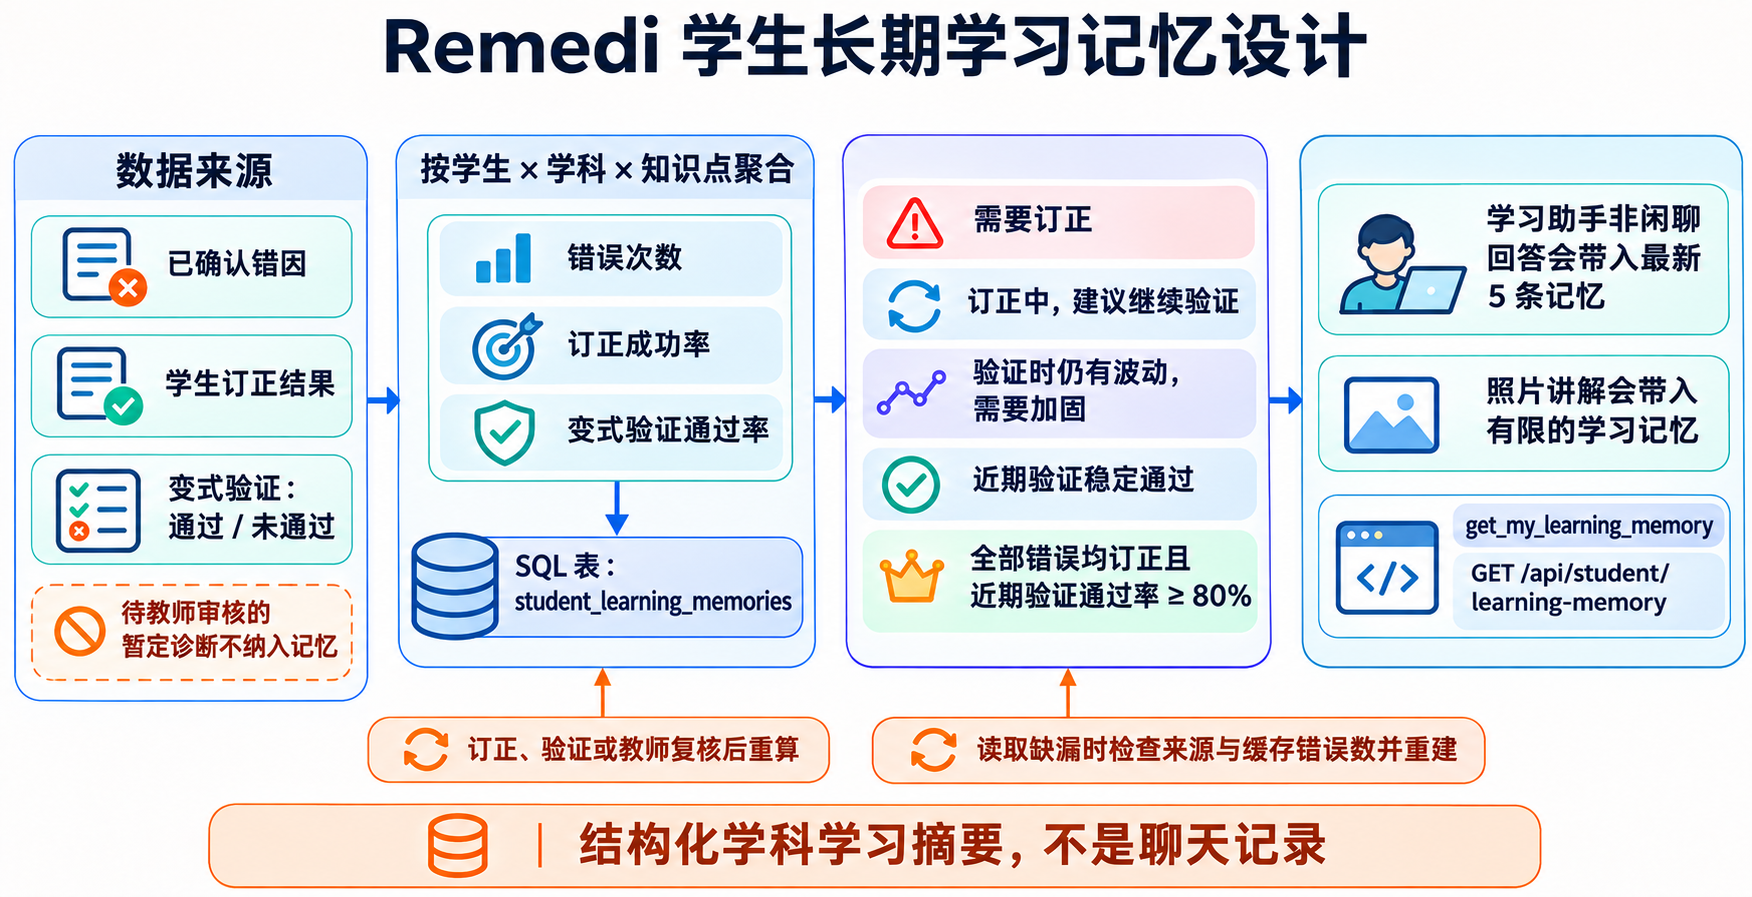 Remedi 学生长期学习记忆设计
数据来源
已确认错因
学生订正结果
变式验证：
通过 / 未通过
待教师审核的
暂定诊断不纳入记忆
按学生 × 学科 × 知识点聚合
错误次数
订正成功率
变式验证通过率
SQL 表：
student_learning_memories
需要订正
订正中，建议继续验证
验证时仍有波动，
需要加固
近期验证稳定通过
全部错误均订正且
近期验证通过率 ≥ 80%
学习助手非闲聊
回答会带入最新
5 条记忆
照片讲解会带入
有限的学习记忆
get_my_learning_memory
GET /api/student/
learning-memory
订正、验证或教师复核后重算
读取缺漏时检查来源与缓存错误数并重建
结构化学科学习摘要，不是聊天记录